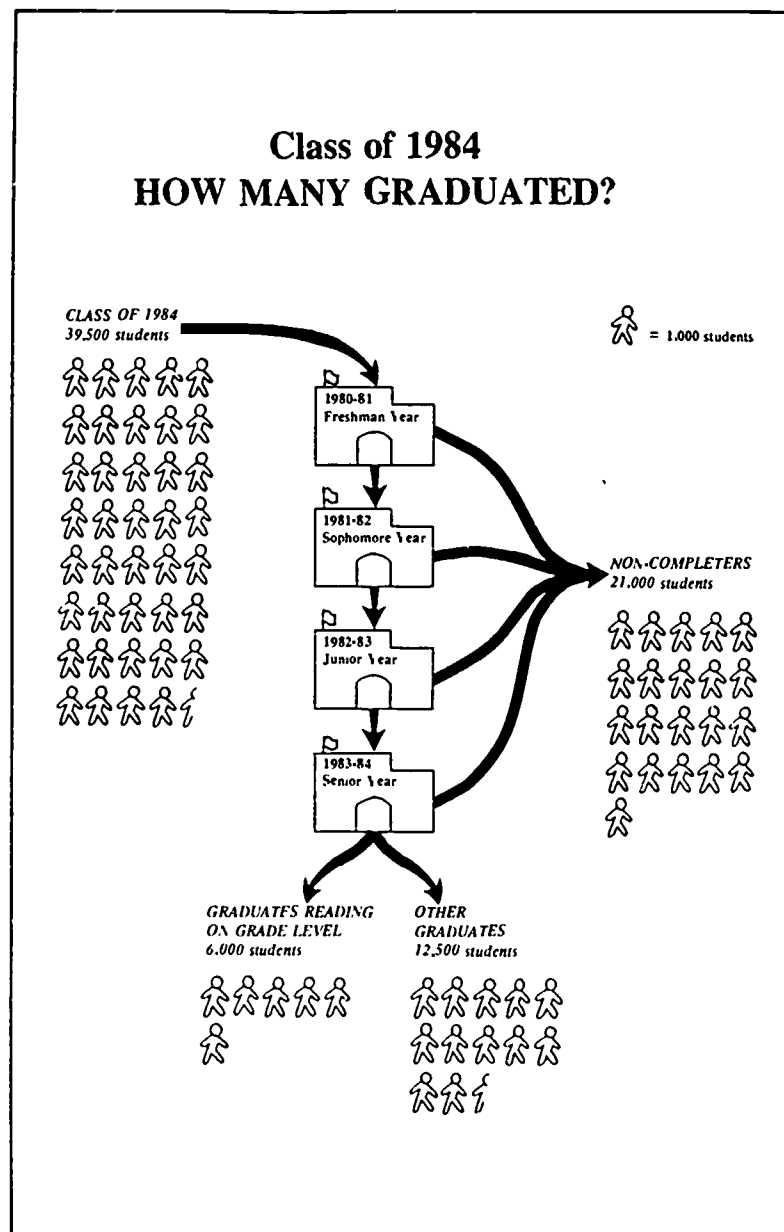 Class of 1984
HOW MANY GRADUATED?
CLASS OF 1984
39,500 students
= 1,000 students
1980-81
Freshman Year
1981-82
Sophomore Year
1982-83
Junior Year
1983-84
Senior Year
NON-COMPLETERS
21,000 students
GRADUATES READING
ON GRADE LEVEL
6,000 students
OTHER
GRADUATES
12,500 students